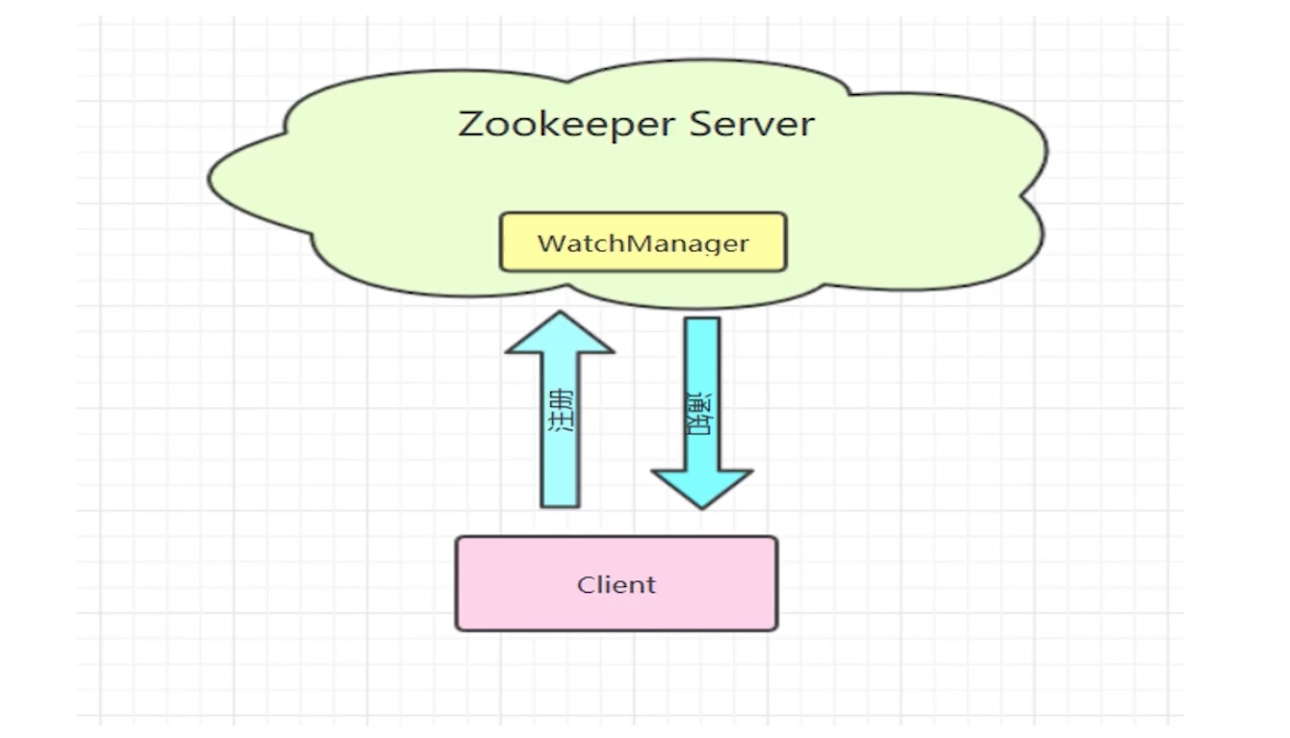 Zookeeper Server
WatchManager
注册
通知
Client